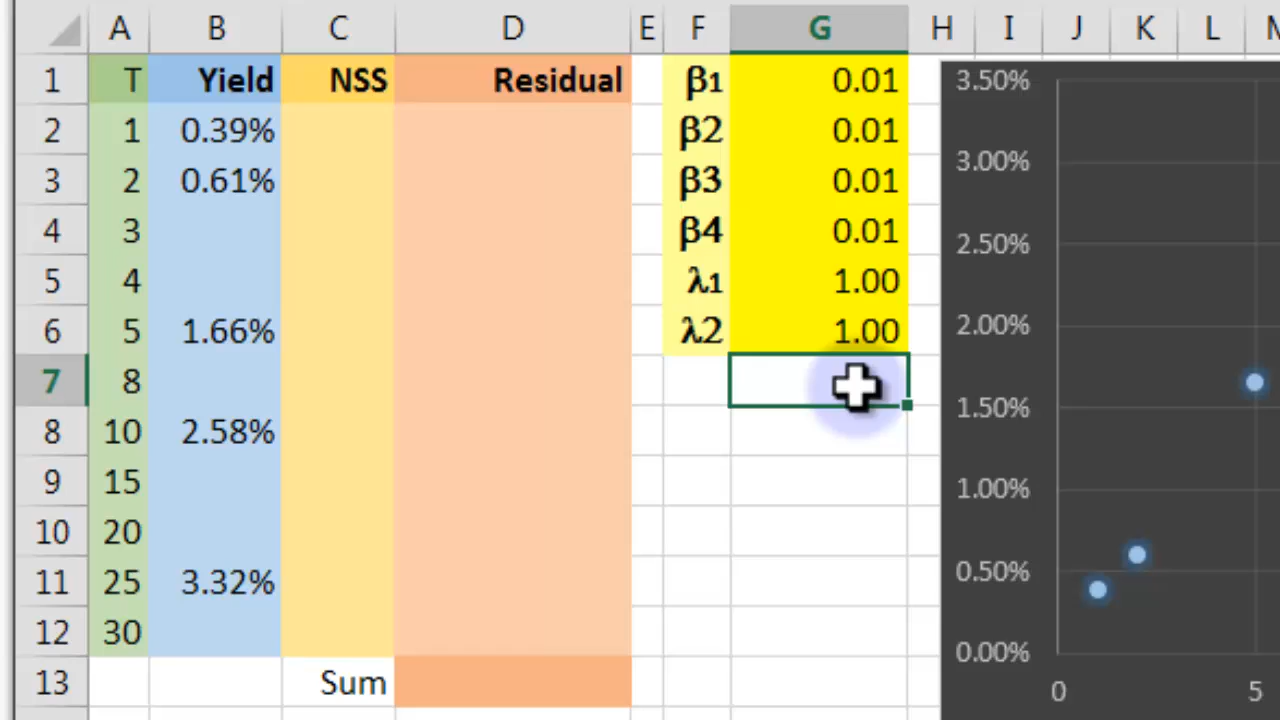 A B C D E F G H I J K L M
1 T Yield NSS Residual β1 0.01 3.50%
2 1 0.39% β2 0.01 3.00%
3 2 0.61% β3 0.01
4 3 β4 0.01 2.50%
5 4 λ1 1.00
6 5 1.66% λ2 1.00 2.00%
7 8
1.50%
8 10 2.58%
9 15 1.00%
10 20
11 25 3.32% 0.50%
12 30 0.00%
13 Sum 0 5